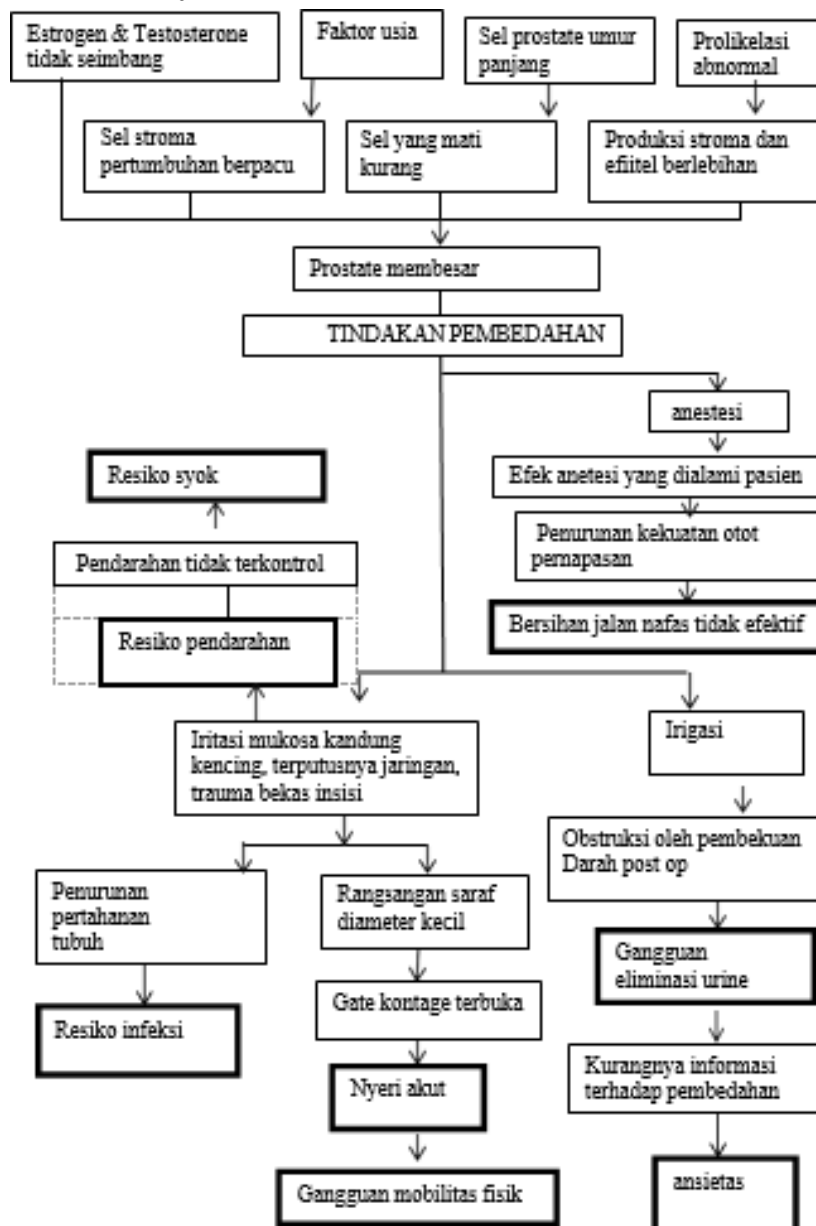 Estrogen & Testosterone
tidak seimbang
Faktor usia
Sel prostate umur
panjang
Prolikelasi
abnormal
Sel stroma
pertumbuhan berpacu
Sel yang mati
kurang
Produksi stroma dan
efiitel berlebihan
Prostate membesar
TINDAKAN PEMBEDAHAN
anestesi
Resiko syok
Efek anetesi yang dialami pasien
Penurunan kekuatan otot
pernapasan
Pendarahan tidak terkontrol
Bersihan jalan nafas tidak efektif
Resiko pendarahan
Iritasi mukosa kandung
kencing, terputusnya jaringan,
trauma bekas insisi
Irigasi
Obstruksi oleh pembekuan
Darah post op
Penurunan
pertahanan
tubuh
Rangsangan saraf
diameter kecil
Gangguan
eliminasi urine
Resiko infeksi
Gate kontage terbuka
Kurangnya informasi
terhadap pembedahan
Nyeri akut
Gangguan mobilitas fisik
ansietas